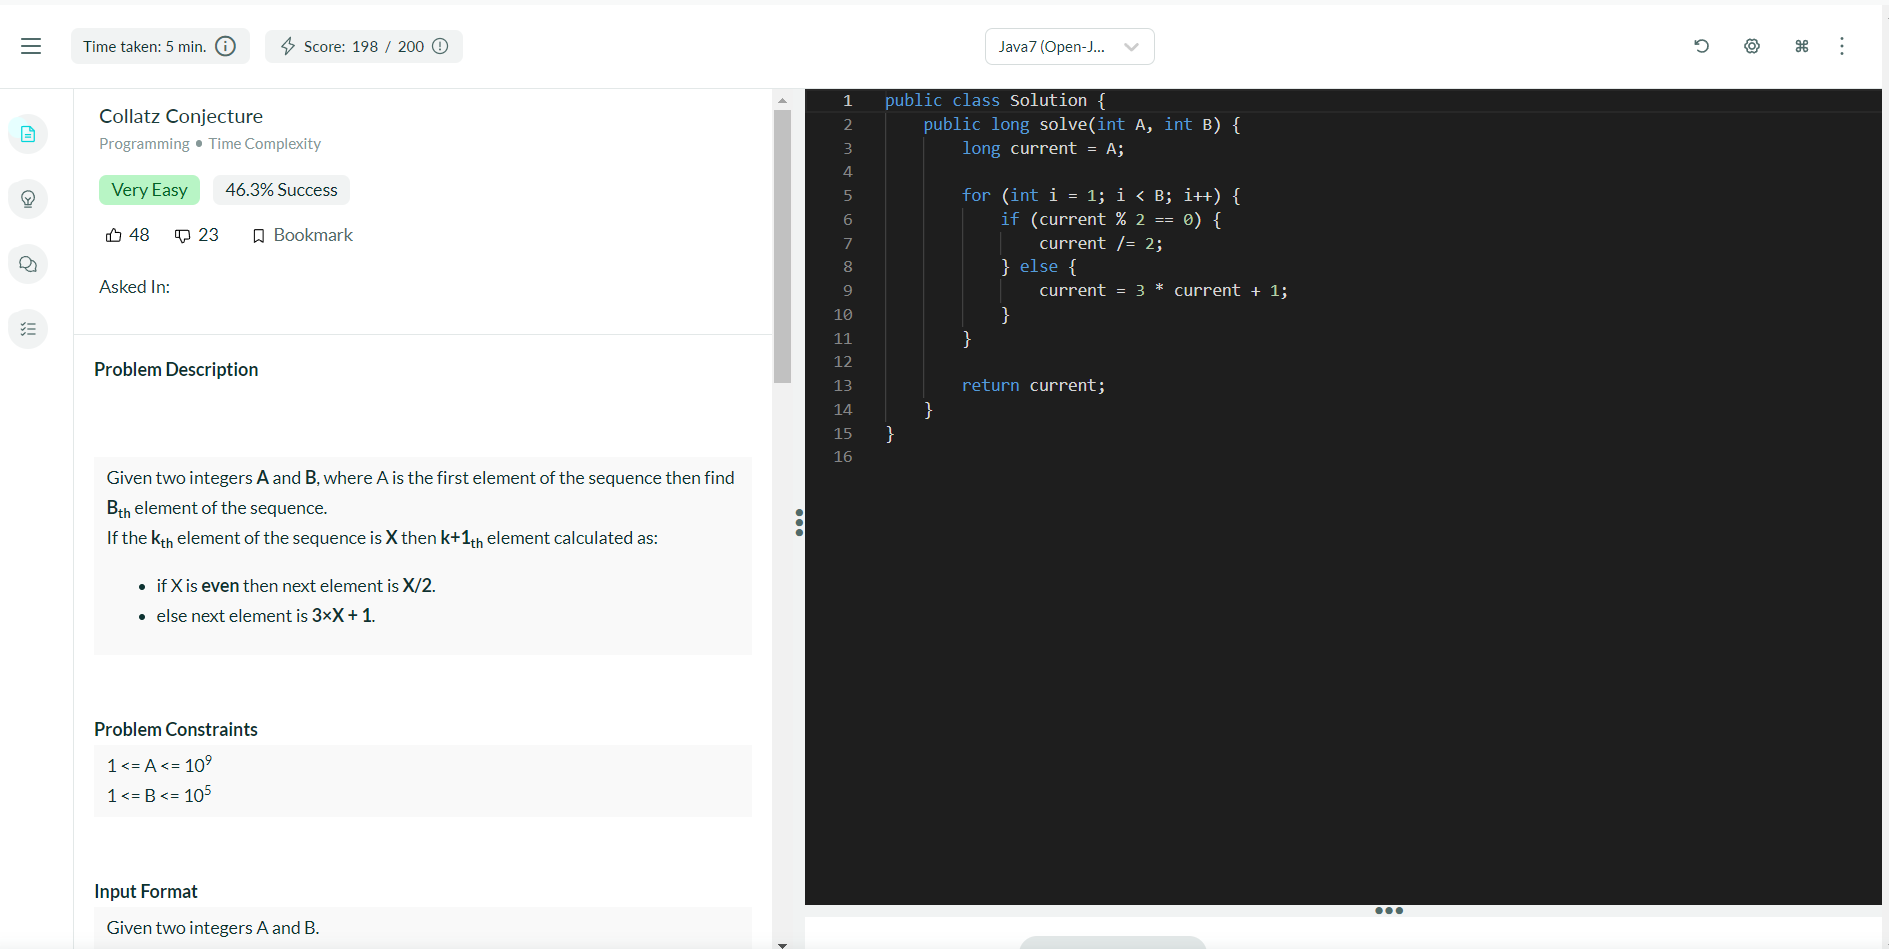 Time taken: 5 min.
Score: 198 / 200
Java7 (Open-J...
Collatz Conjecture
Programming • Time Complexity
Very Easy 46.3% Success
48 23 Bookmark
Asked In:
Problem Description
Given two integers A and B, where A is the first element of the sequence then find
Bth element of the sequence.
If the kth element of the sequence is X then k+1th element calculated as:
• if X is even then next element is X/2.
• else next element is 3×X + 1.
Problem Constraints
1 <= A <= 10^9
1 <= B <= 10^5
Input Format
Given two integers A and B.
1 public class Solution {
2     public long solve(int A, int B) {
3         long current = A;
4
5         for (int i = 1; i < B; i++) {
6             if (current % 2 == 0) {
7                 current /= 2;
8             } else {
9                 current = 3 * current + 1;
10             }
11         }
12
13         return current;
14     }
15 }
16